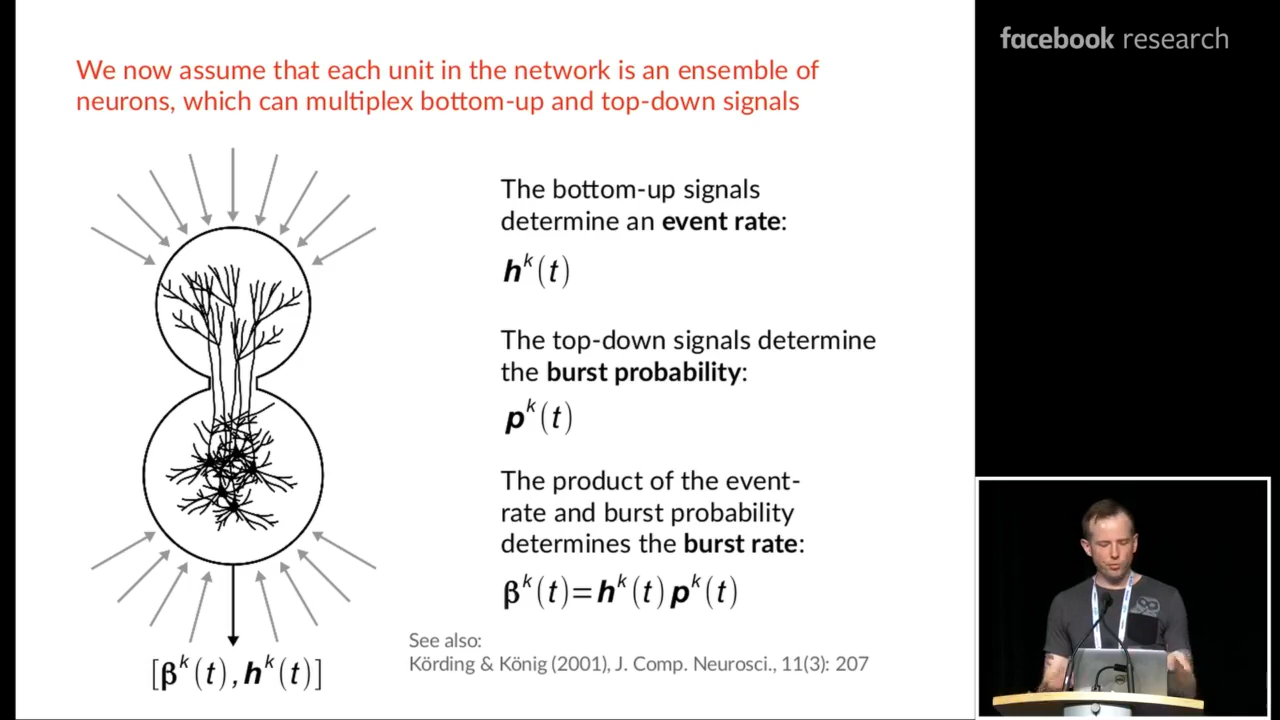 facebook research
We now assume that each unit in the network is an ensemble of
neurons, which can multiplex bottom-up and top-down signals
The bottom-up signals
determine an event rate:
hᵏ(t)
The top-down signals determine
the burst probability:
pᵏ(t)
The product of the event-
rate and burst probability
determines the burst rate:
βᵏ(t)=hᵏ(t)pᵏ(t)
[βᵏ(t),hᵏ(t)]
See also:
Körding & König (2001), J. Comp. Neurosci., 11(3): 207